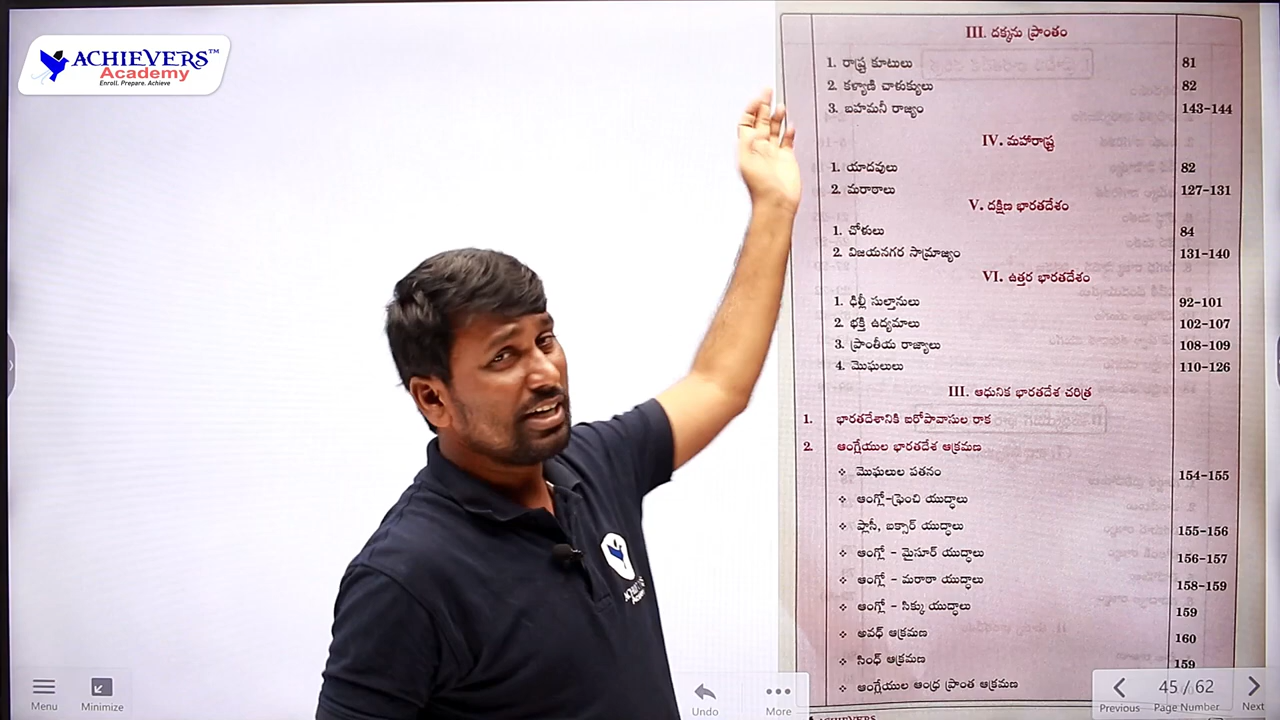 ACHIEVERS™
Academy
Enroll. Prepare. Achieve
III. దక్కను ప్రాంతం
1. రాష్ట్ర కూటులు 81
2. కళ్యాణి చాళుక్యులు 82
3. బహమనీ రాజ్యం 143-144
IV. మహారాష్ట్ర
1. యాదవులు 82
2. మరాఠాలు 127-131
V. దక్షిణ భారతదేశం
1. చోళులు 84
2. విజయనగర సామ్రాజ్యం 131-140
VI. ఉత్తర భారతదేశం
1. ఢిల్లీ సుల్తానులు 92-101
2. భక్తి ఉద్యమాలు 102-107
3. ప్రాంతీయ రాజ్యాలు 108-109
4. మొఘలులు 110-126
III. ఆధునిక భారతదేశ చరిత్ర
1. భారతదేశానికి ఐరోపావాసుల రాక
2. ఆంగ్లేయుల భారతదేశ ఆక్రమణ
❖ మొఘలుల పతనం 154-155
❖ ఆంగ్లో-ఫ్రెంచి యుద్ధాలు
❖ ప్లాసీ, బక్సార్ యుద్ధాలు 155-156
❖ ఆంగ్లో - మైసూర్ యుద్ధాలు 156-157
❖ ఆంగ్లో - మరాఠా యుద్ధాలు 158-159
❖ ఆంగ్లో - సిక్కు యుద్ధాలు 159
❖ అవధ్ ఆక్రమణ 160
❖ సింధ్ ఆక్రమణ 159
❖ ఆంగ్లేయుల ఆంధ్ర ప్రాంత ఆక్రమణ
Menu
Minimize
Undo
More
Previous
45 / 62
Page Number
Next
Academy